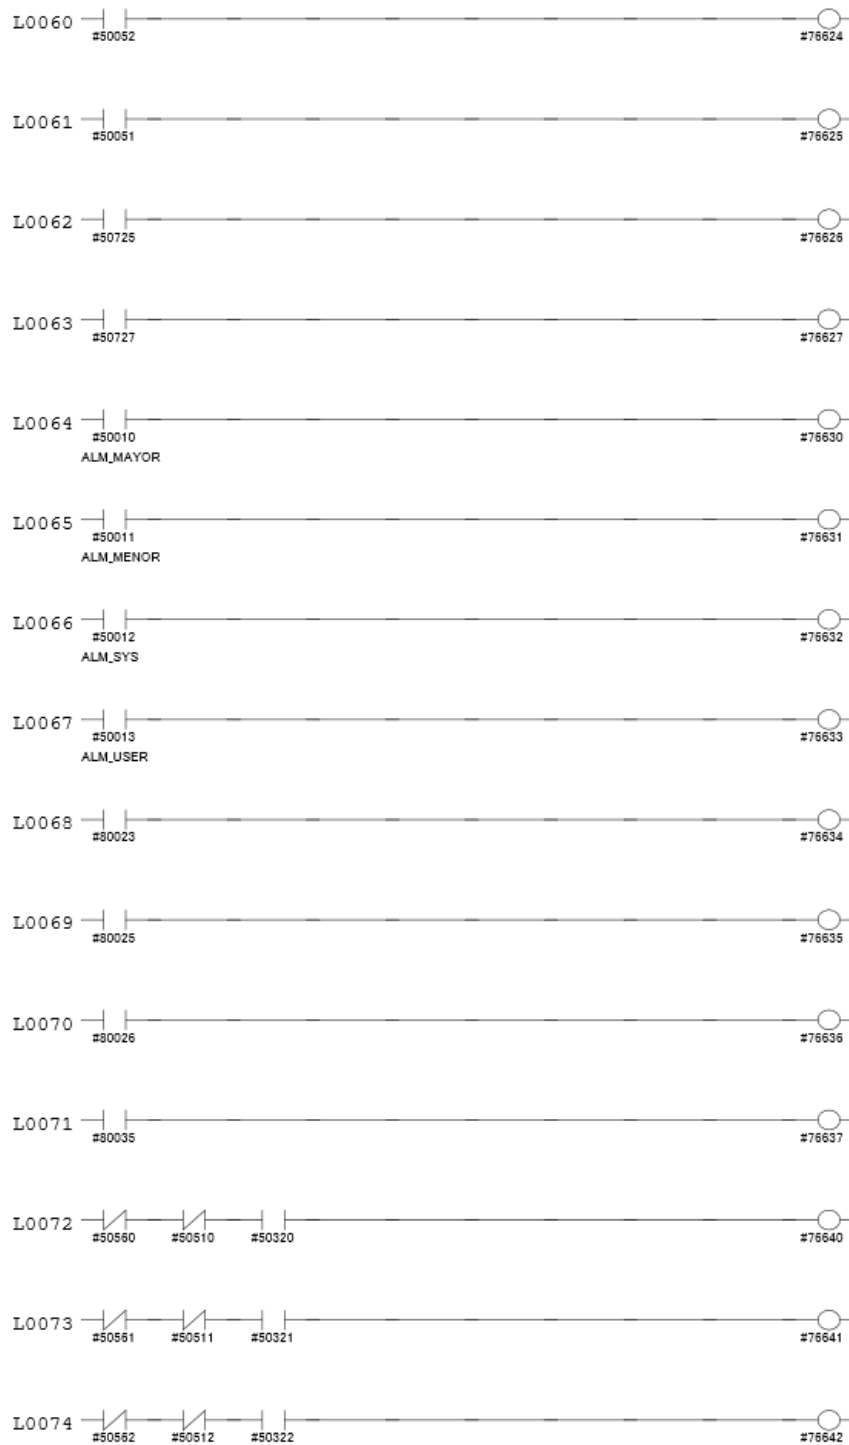 L0060
#50052 #76624
L0061
#50051 #76625
L0062
#50725 #76626
L0063
#50727 #76627
L0064
#50010 #76630
ALM_MAYOR
L0065
#50011 #76631
ALM_MENOR
L0066
#50012 #76632
ALM_SYS
L0067
#50013 #76633
ALM_USER
L0068
#80023 #76634
L0069
#80025 #76635
L0070
#80026 #76636
L0071
#80035 #76637
L0072
#50560 #50510 #50320 #76640
L0073
#50561 #50511 #50321 #76641
L0074
#50562 #50512 #50322 #76642